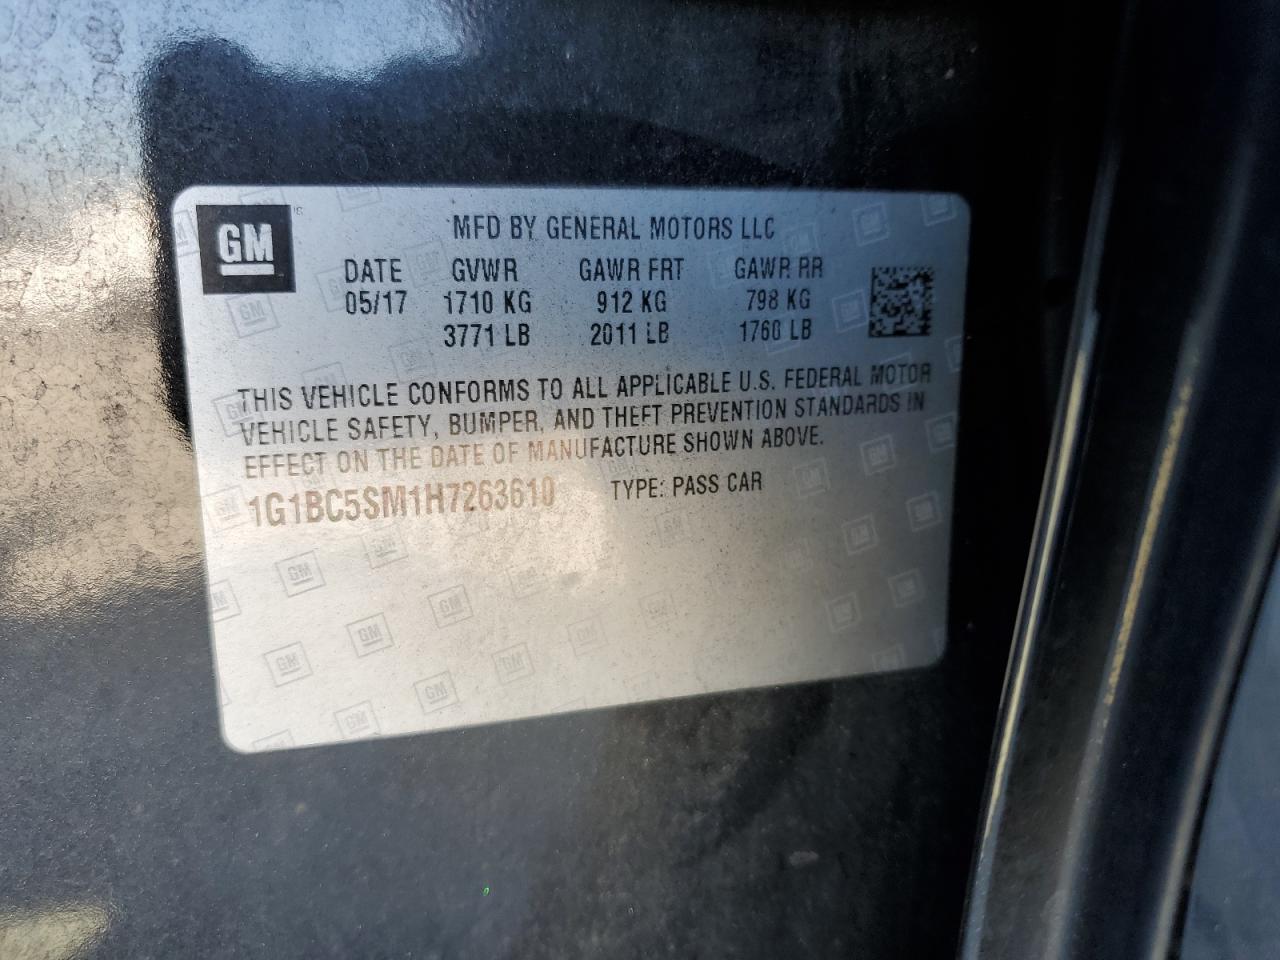 GM
MFD BY GENERAL MOTORS LLC
DATE GVWR GAWR FRT GAWR RR
05/17 1710 KG 912 KG 798 KG
3771 LB 2011 LB 1760 LB
THIS VEHICLE CONFORMS TO ALL APPLICABLE U.S. FEDERAL MOTOR
VEHICLE SAFETY, BUMPER, AND THEFT PREVENTION STANDARDS IN
EFFECT ON THE DATE OF MANUFACTURE SHOWN ABOVE.
1G1BC5SM1H7263610 TYPE: PASS CAR